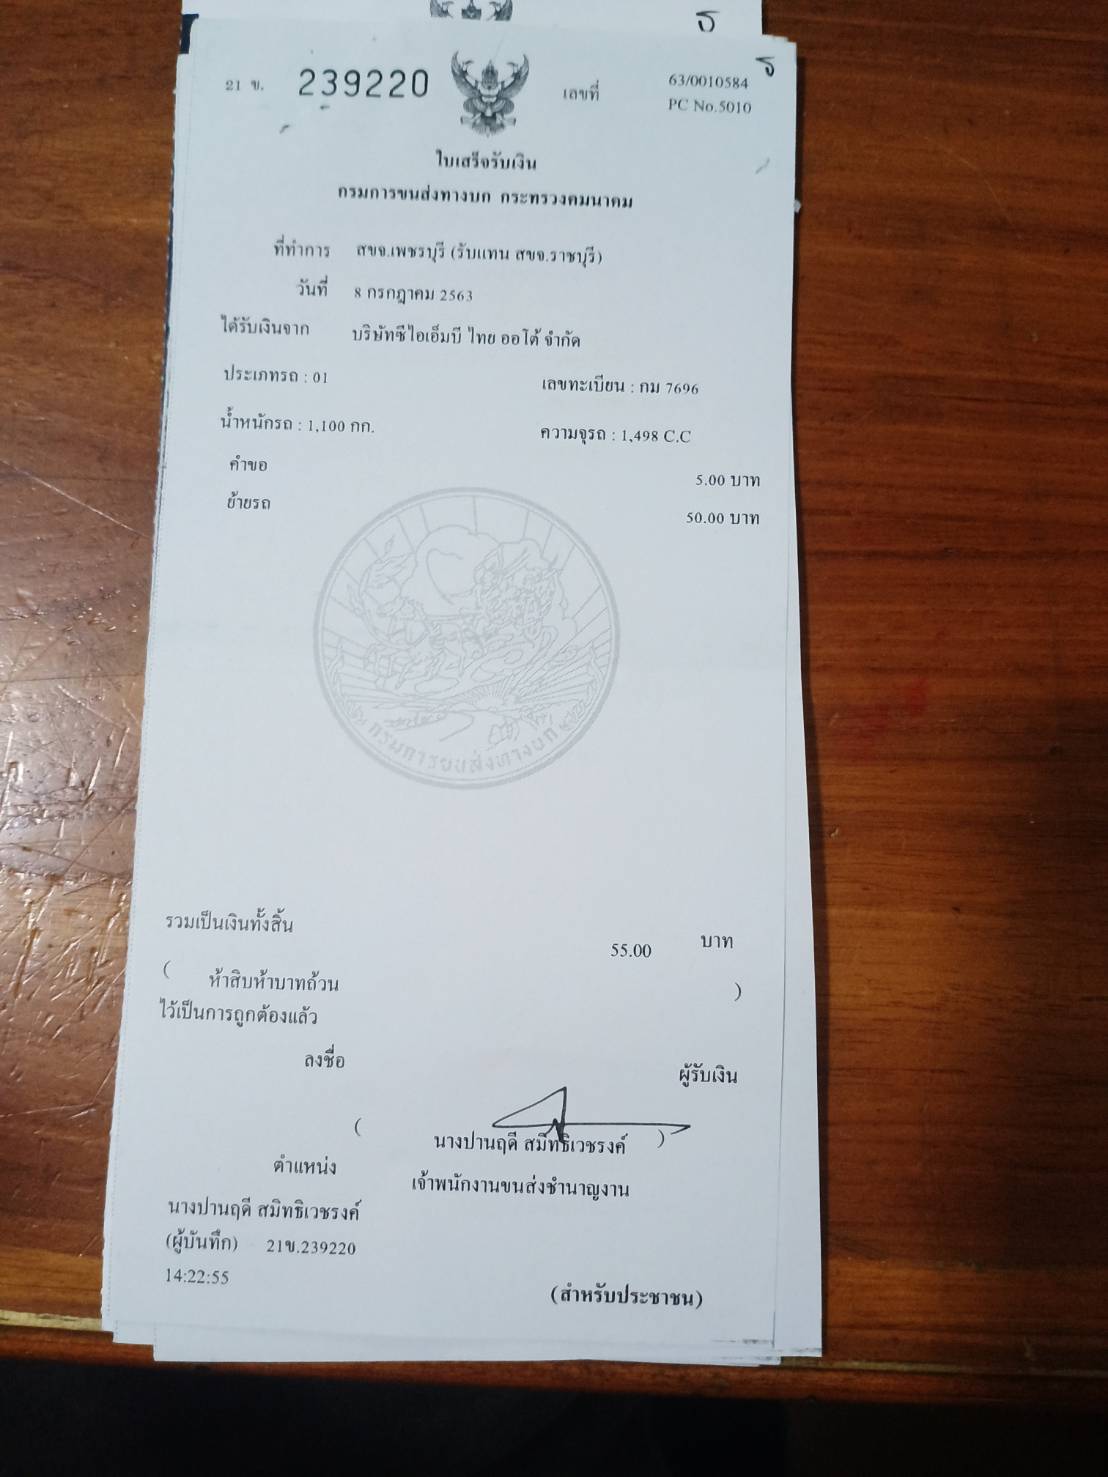 ธ
ธ
21 ข. 239220 เลขที่ 63/0010584
PC No.5010
ใบเสร็จรับเงิน
กรมการขนส่งทางบก กระทรวงคมนาคม
ที่ทำการ สขจ.เพชรบุรี (รับแทน สขจ.ราชบุรี)
วันที่ 8 กรกฎาคม 2563
ได้รับเงินจาก บริษัทซีไอเอ็มบี ไทย ออโต้ จำกัด
ประเภทรถ : 01 เลขทะเบียน : กม 7696
น้ำหนักรถ : 1,100 กก. ความจุรถ : 1,498 C.C
คำขอ 5.00 บาท
ย้ายรถ 50.00 บาท
กรมการขนส่งทางบก
รวมเป็นเงินทั้งสิ้น 55.00 บาท
( ห้าสิบห้าบาทถ้วน )
ไว้เป็นการถูกต้องแล้ว
ลงชื่อ ผู้รับเงิน
( นางปานฤดี สมิทธิเวชรงค์ )
ตำแหน่ง เจ้าพนักงานขนส่งชำนาญงาน
นางปานฤดี สมิทธิเวชรงค์
(ผู้บันทึก) 21ข.239220
14:22:55
(สำหรับประชาชน)